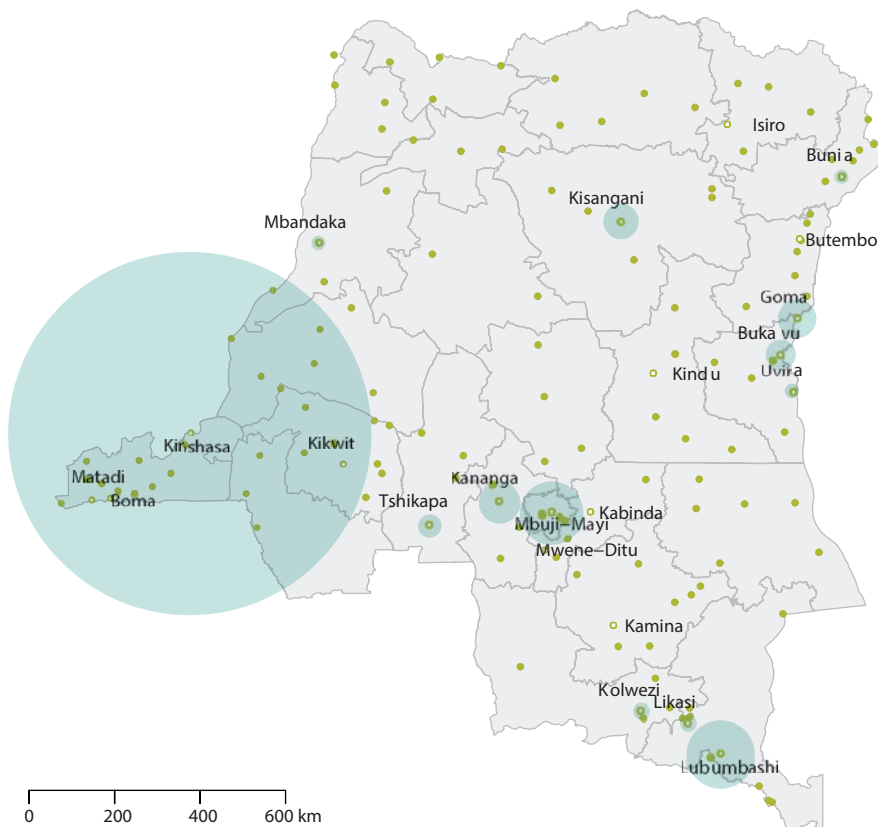 Isiro
Bunia
Kisangani
Mbandaka
Butembo
Goma
Bukavu
Uvira
Kindu
Kinshasa
Kikwit
Matadi
Boma
Kananga
Tshikapa
Kabinda
Mbuji–Mayi
Mwene–Ditu
Kamina
Kolwezi
Likasi
Lubumbashi
0 200 400 600 km